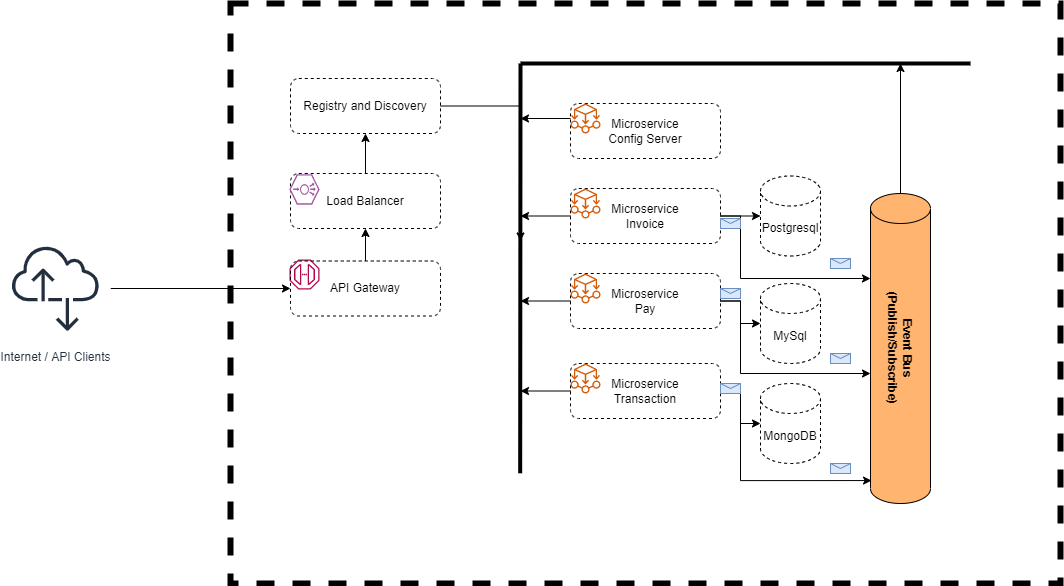 Registry and Discovery
Load Balancer
API Gateway
Internet / API Clients
Microservice
Config Server
Microservice
Invoice
Microservice
Pay
Microservice
Transaction
Postgresql
MySql
MongoDB
Event Bus
(Publish/Subscribe)